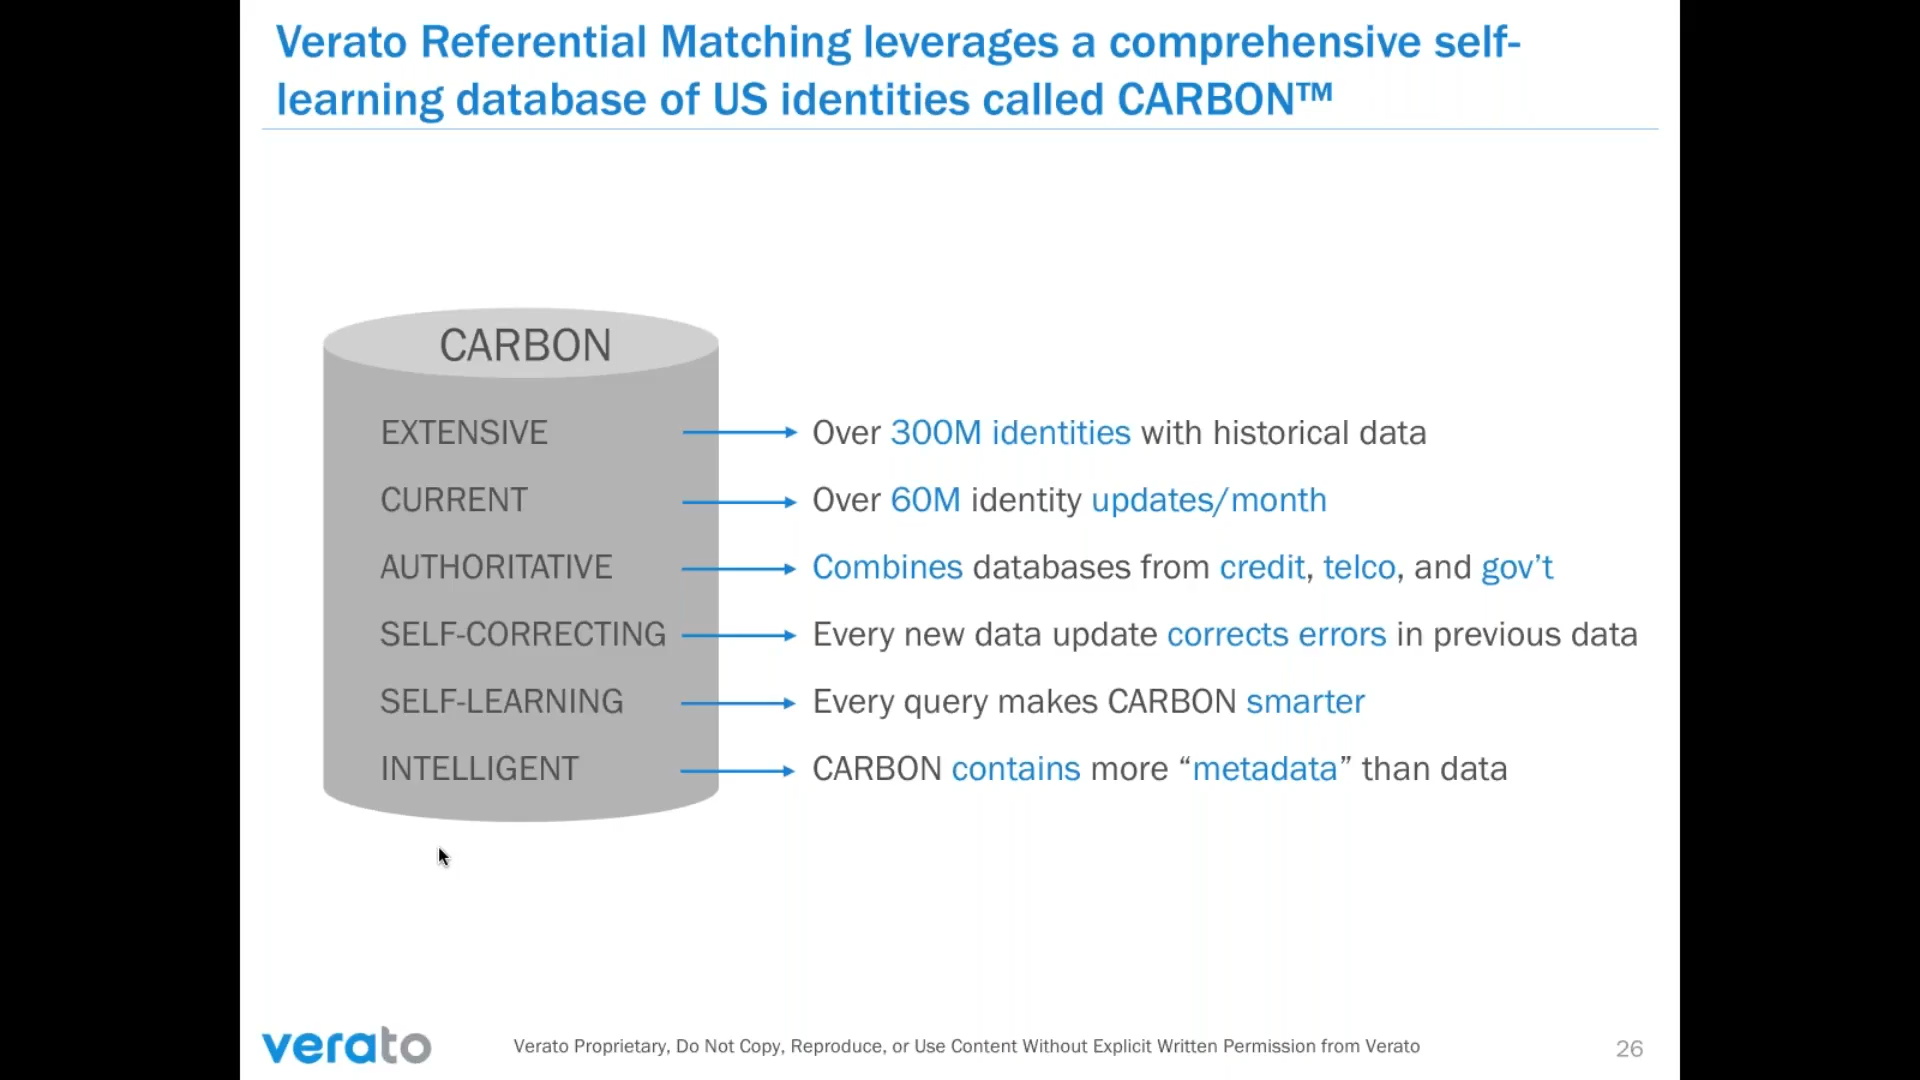 Verato Referential Matching leverages a comprehensive self-
learning database of US identities called CARBON™
CARBON
EXTENSIVE Over 300M identities with historical data
CURRENT Over 60M identity updates/month
AUTHORITATIVE Combines databases from credit, telco, and gov’t
SELF-CORRECTING Every new data update corrects errors in previous data
SELF-LEARNING Every query makes CARBON smarter
INTELLIGENT CARBON contains more “metadata” than data
verato Verato Proprietary, Do Not Copy, Reproduce, or Use Content Without Explicit Written Permission from Verato 26